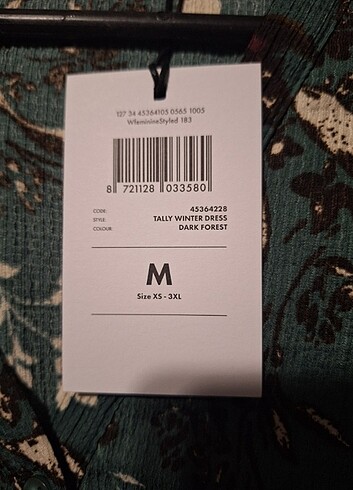 127 34 45364105 0565 1005
WfeminineStyled 183
8 721128 033580
CODE: 45364228
STYLE: TALLY WINTER DRESS
COLOUR: DARK FOREST
M
Size XS - 3XL